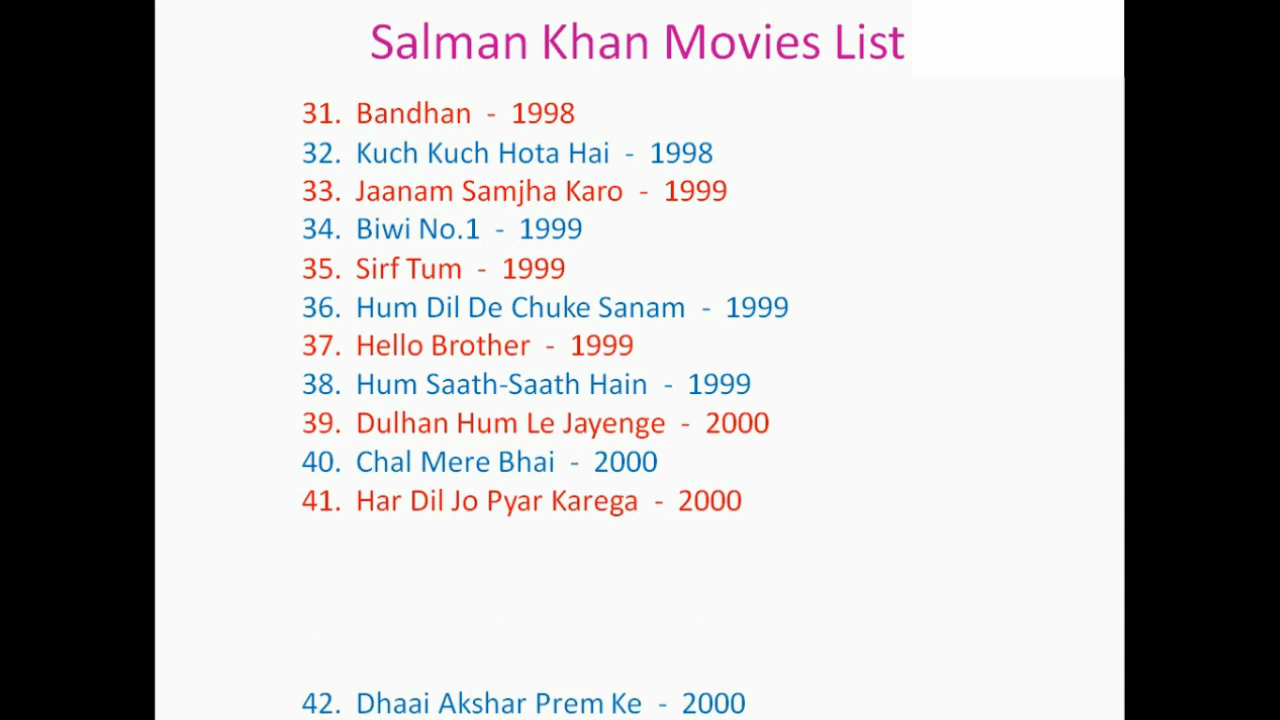 Salman Khan Movies List
31. Bandhan - 1998
32. Kuch Kuch Hota Hai - 1998
33. Jaanam Samjha Karo - 1999
34. Biwi No.1 - 1999
35. Sirf Tum - 1999
36. Hum Dil De Chuke Sanam - 1999
37. Hello Brother - 1999
38. Hum Saath-Saath Hain - 1999
39. Dulhan Hum Le Jayenge - 2000
40. Chal Mere Bhai - 2000
41. Har Dil Jo Pyar Karega - 2000
42. Dhaai Akshar Prem Ke - 2000